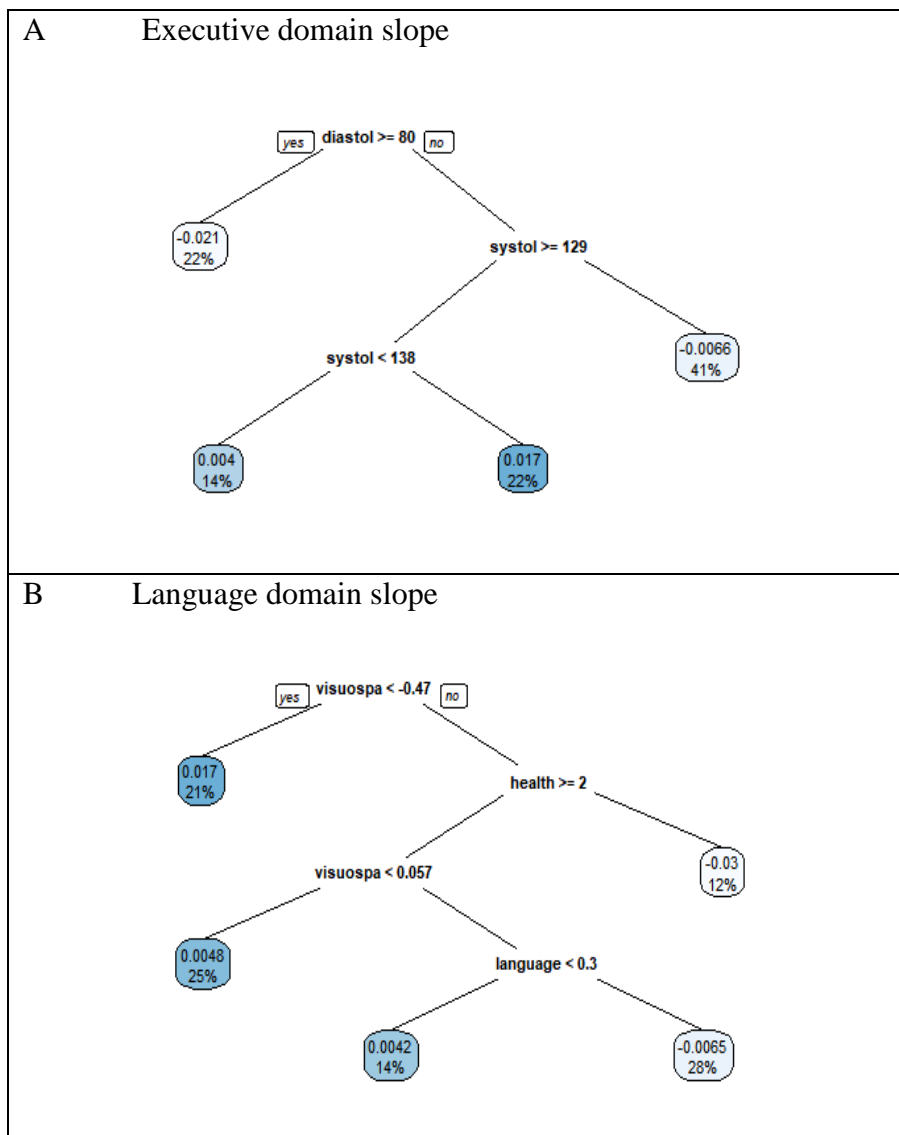 A Executive domain slope
yes diastol >= 80 no
-0.021
22%
systol >= 129
systol < 138
-0.0066
41%
0.004
14%
0.017
22%
B Language domain slope
yes visuospa < -0.47 no
0.017
21%
health >= 2
visuospa < 0.057
-0.03
12%
0.0048
25%
language < 0.3
0.0042
14%
-0.0065
28%